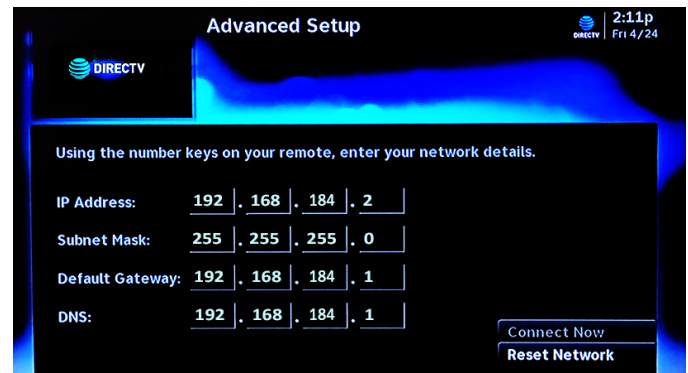 Advanced Setup
DIRECTV
2:11p
Fri 4/24
DIRECTV
Using the number keys on your remote, enter your network details.
IP Address: 192 . 168 . 184 . 2
Subnet Mask: 255 . 255 . 255 . 0
Default Gateway: 192 . 168 . 184 . 1
DNS: 192 . 168 . 184 . 1
Connect Now
Reset Network